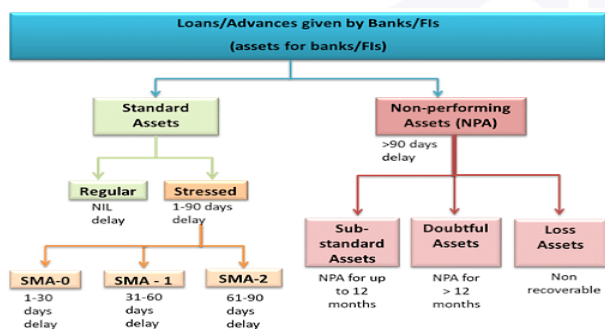 Loans/Advances given by Banks/FIs
(assets for banks/FIs)
Standard
Assets
Non-performing
Assets (NPA)
>90 days
delay
Regular
NIL
delay
Stressed
1-90 days
delay
SMA-0
1-30
days
delay
SMA - 1
31-60
days
delay
SMA-2
61-90
days
delay
Sub-
standard
Assets
NPA for up
to 12
months
Doubtful
Assets
NPA for
> 12
months
Loss
Assets
Non
recoverable